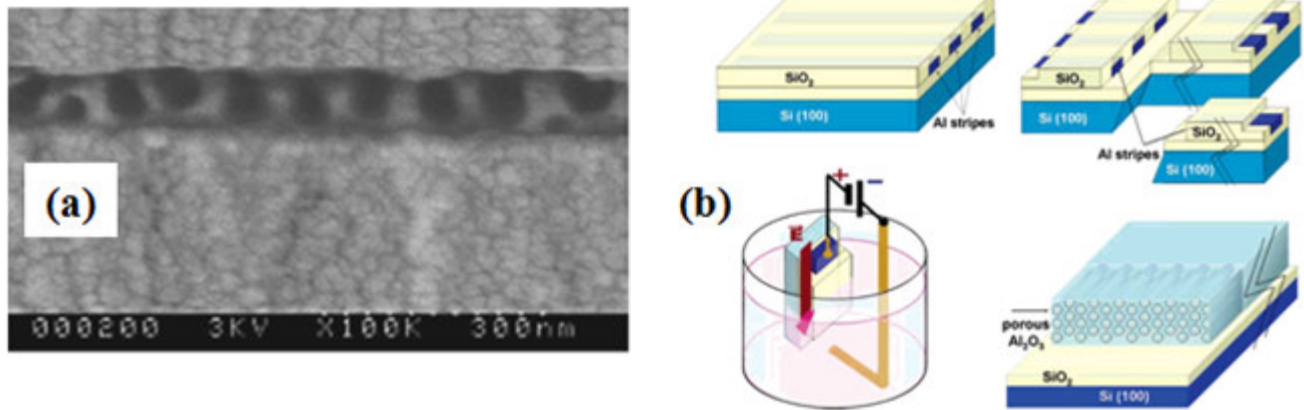 (a)
000200 3KV X100K 300nm
(b)
SiO₂
Si (100)
Al stripes
SiO₂
Si (100)
SiO₂
Al stripes
Si (100)
+ −
E
porous
Al₂O₃
SiO₂
Si (100)